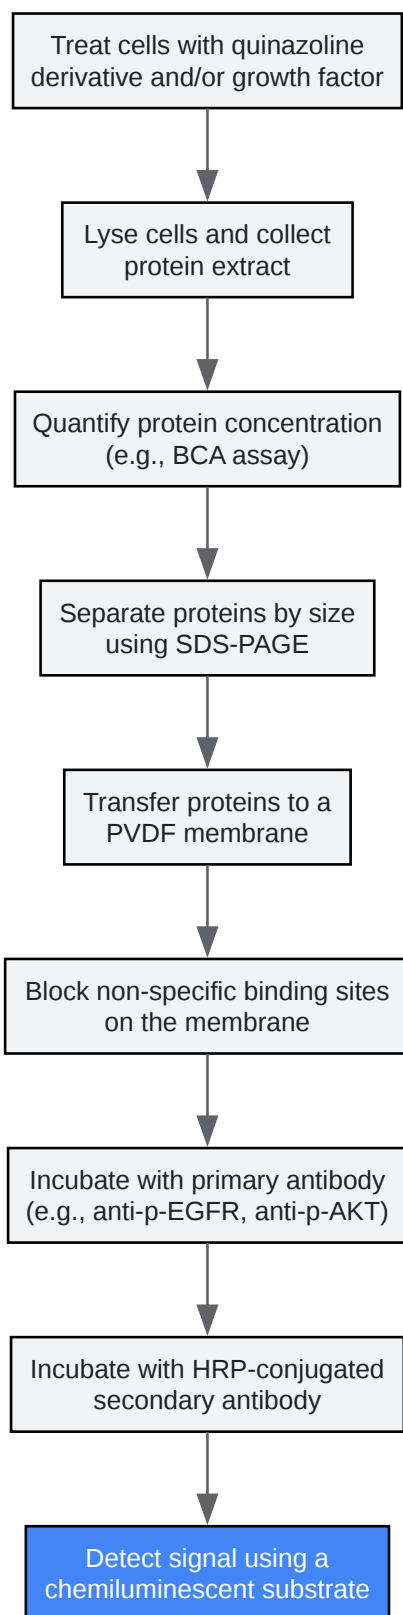 Treat cells with quinazoline
derivative and/or growth factor
Lyse cells and collect
protein extract
Quantify protein concentration
(e.g., BCA assay)
Separate proteins by size
using SDS-PAGE
Transfer proteins to a
PVDF membrane
Block non-specific binding sites
on the membrane
Incubate with primary antibody
(e.g., anti-p-EGFR, anti-p-AKT)
Incubate with HRP-conjugated
secondary antibody
Detect signal using a
chemiluminescent substrate